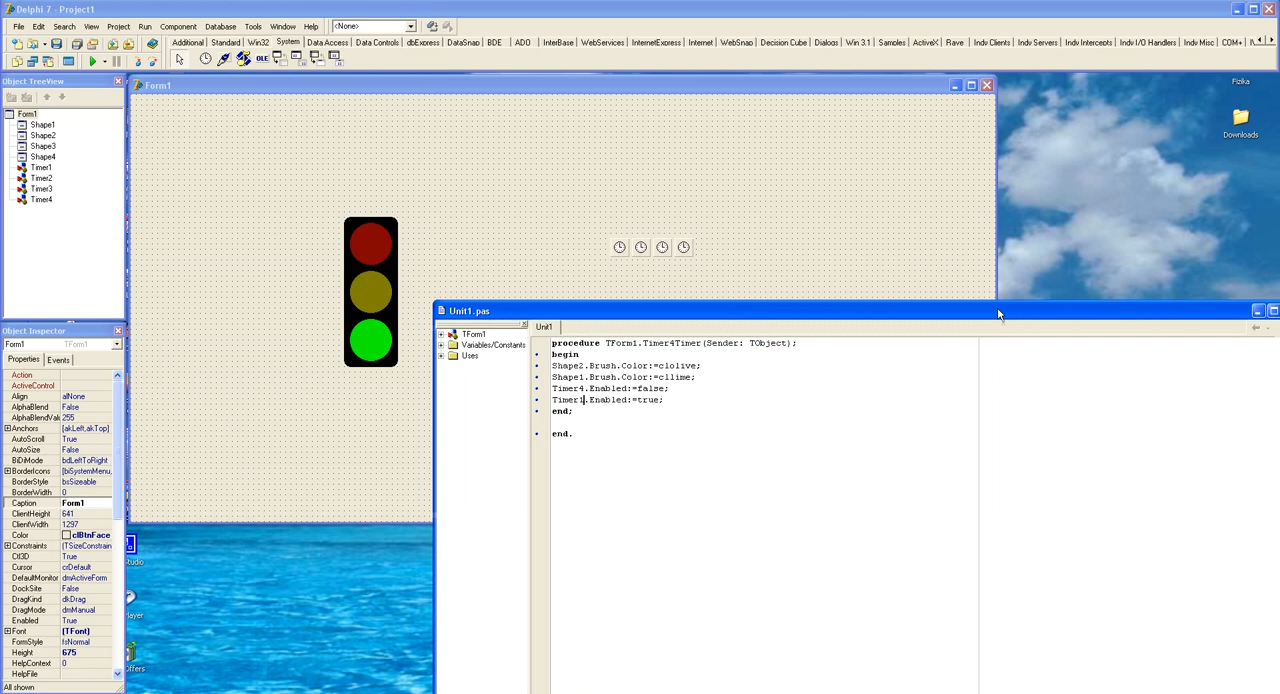 Delphi 7 - Project1
File Edit Search View Project Run Component Database Tools Window Help <None>
Additional Standard Win32 System Data Access Data Controls dbExpress DataSnap BDE ADO InterBase WebServices InternetExpress Internet WebSnap Decision Cube Dialogs Win 3.1 Samples ActiveX Rave Indy Clients Indy Servers Indy Intercepts Indy I/O Handlers Indy Misc COM+
OLE
Object TreeView
Form1
Shape1
Shape2
Shape3
Shape4
Timer1
Timer2
Timer3
Timer4
Form1
Fizika
Downloads
Object Inspector
Form1 TForm1
Properties Events
Action
ActiveControl
Align alNone
AlphaBlend False
AlphaBlendVal 255
Anchors [akLeft,akTop]
AutoScroll True
AutoSize False
BiDiMode bdLeftToRight
BorderIcons [biSystemMenu,
BorderStyle bsSizeable
BorderWidth 0
Caption Form1
ClientHeight 641
ClientWidth 1297
Color clBtnFace
Constraints (TSizeConstrain
Ctl3D True
Cursor crDefault
DefaultMonitor dmActiveForm
DockSite False
DragKind dkDrag
DragMode dmManual
Enabled True
Font (TFont)
FormStyle fsNormal
Height 675
HelpContext 0
HelpFile
All shown
Unit1.pas
TForm1
Variables/Constants
Uses
Unit1
procedure TForm1.Timer4Timer(Sender: TObject);
begin
Shape2.Brush.Color:=clolive;
Shape1.Brush.Color:=cllime;
Timer4.Enabled:=false;
Timer1.Enabled:=true;
end;
end.
tudio
layer
Offers